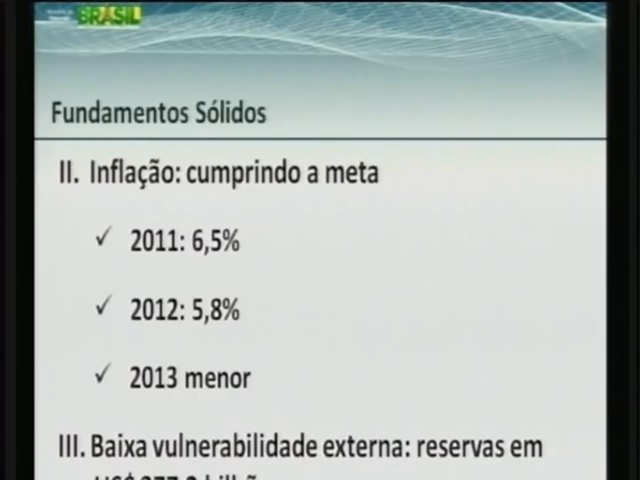 BRASIL
Fundamentos Sólidos
II. Inflação: cumprindo a meta
✓ 2011: 6,5%
✓ 2012: 5,8%
✓ 2013 menor
III. Baixa vulnerabilidade externa: reservas em